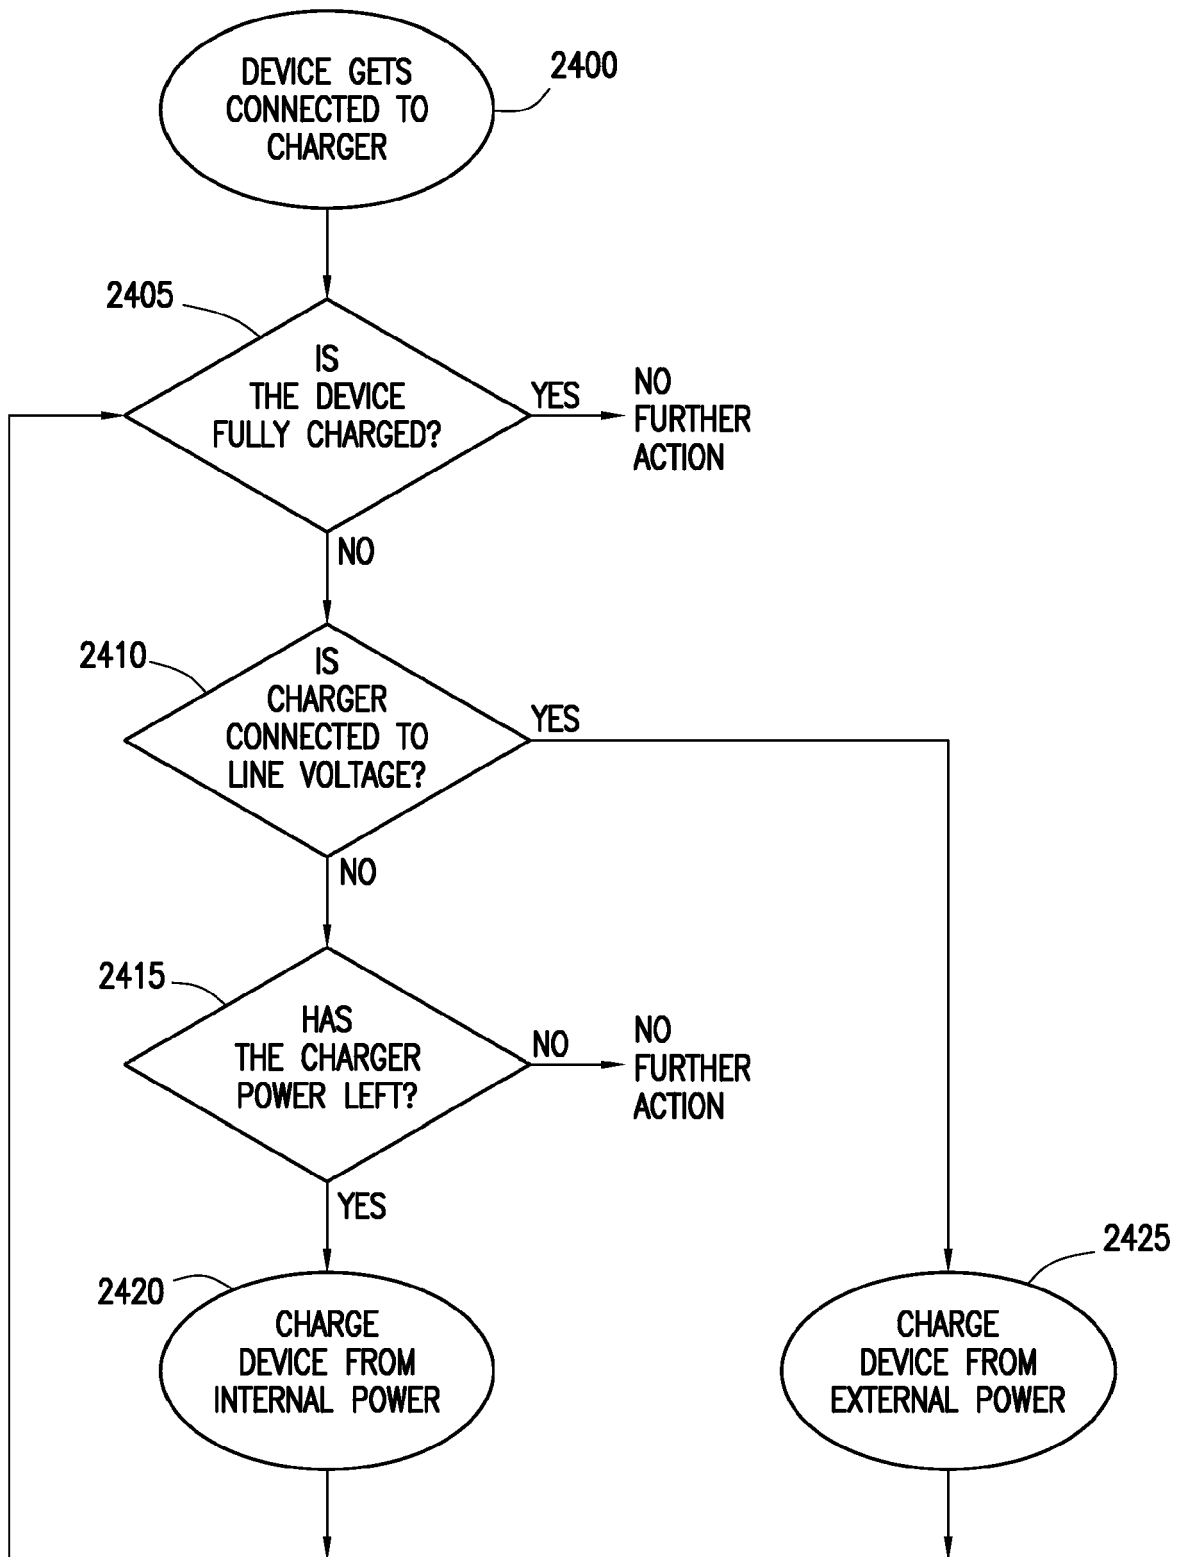 DEVICE GETS
CONNECTED TO
CHARGER
2400
2405
IS
THE DEVICE
FULLY CHARGED?
YES
NO
FURTHER
ACTION
NO
2410
IS
CHARGER
CONNECTED TO
LINE VOLTAGE?
YES
NO
2415
HAS
THE CHARGER
POWER LEFT?
NO
NO
FURTHER
ACTION
YES
2420
CHARGE
DEVICE FROM
INTERNAL POWER
2425
CHARGE
DEVICE FROM
EXTERNAL POWER